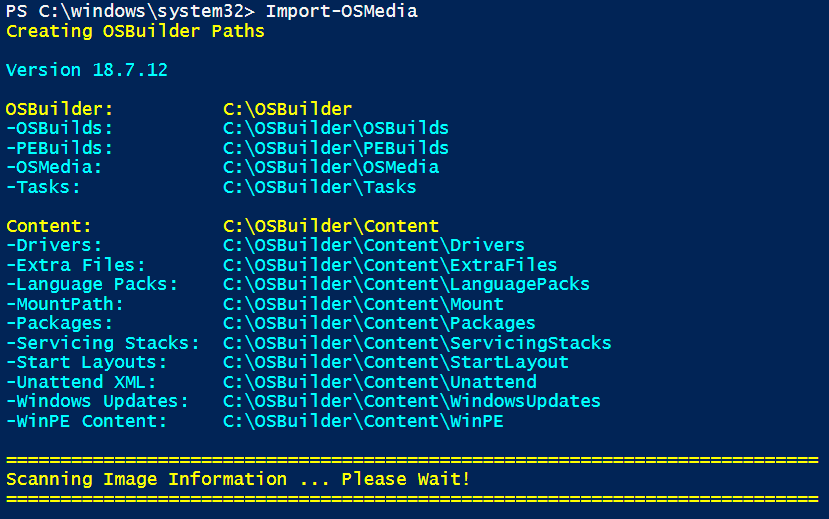 PS C:\windows\system32> Import-OSMedia
Creating OSBuilder Paths
Version 18.7.12
OSBuilder: C:\OSBuilder
-OSBuilds: C:\OSBuilder\OSBuilds
-PEBuilds: C:\OSBuilder\PEBuilds
-OSMedia: C:\OSBuilder\OSMedia
-Tasks: C:\OSBuilder\Tasks
Content: C:\OSBuilder\Content
-Drivers: C:\OSBuilder\Content\Drivers
-Extra Files: C:\OSBuilder\Content\ExtraFiles
-Language Packs: C:\OSBuilder\Content\LanguagePacks
-MountPath: C:\OSBuilder\Content\Mount
-Packages: C:\OSBuilder\Content\Packages
-Servicing Stacks: C:\OSBuilder\Content\ServicingStacks
-Start Layouts: C:\OSBuilder\Content\StartLayout
-Unattend XML: C:\OSBuilder\Content\Unattend
-Windows Updates: C:\OSBuilder\Content\WindowsUpdates
-WinPE Content: C:\OSBuilder\Content\WinPE
===========================================================================
Scanning Image Information ... Please Wait!
===========================================================================